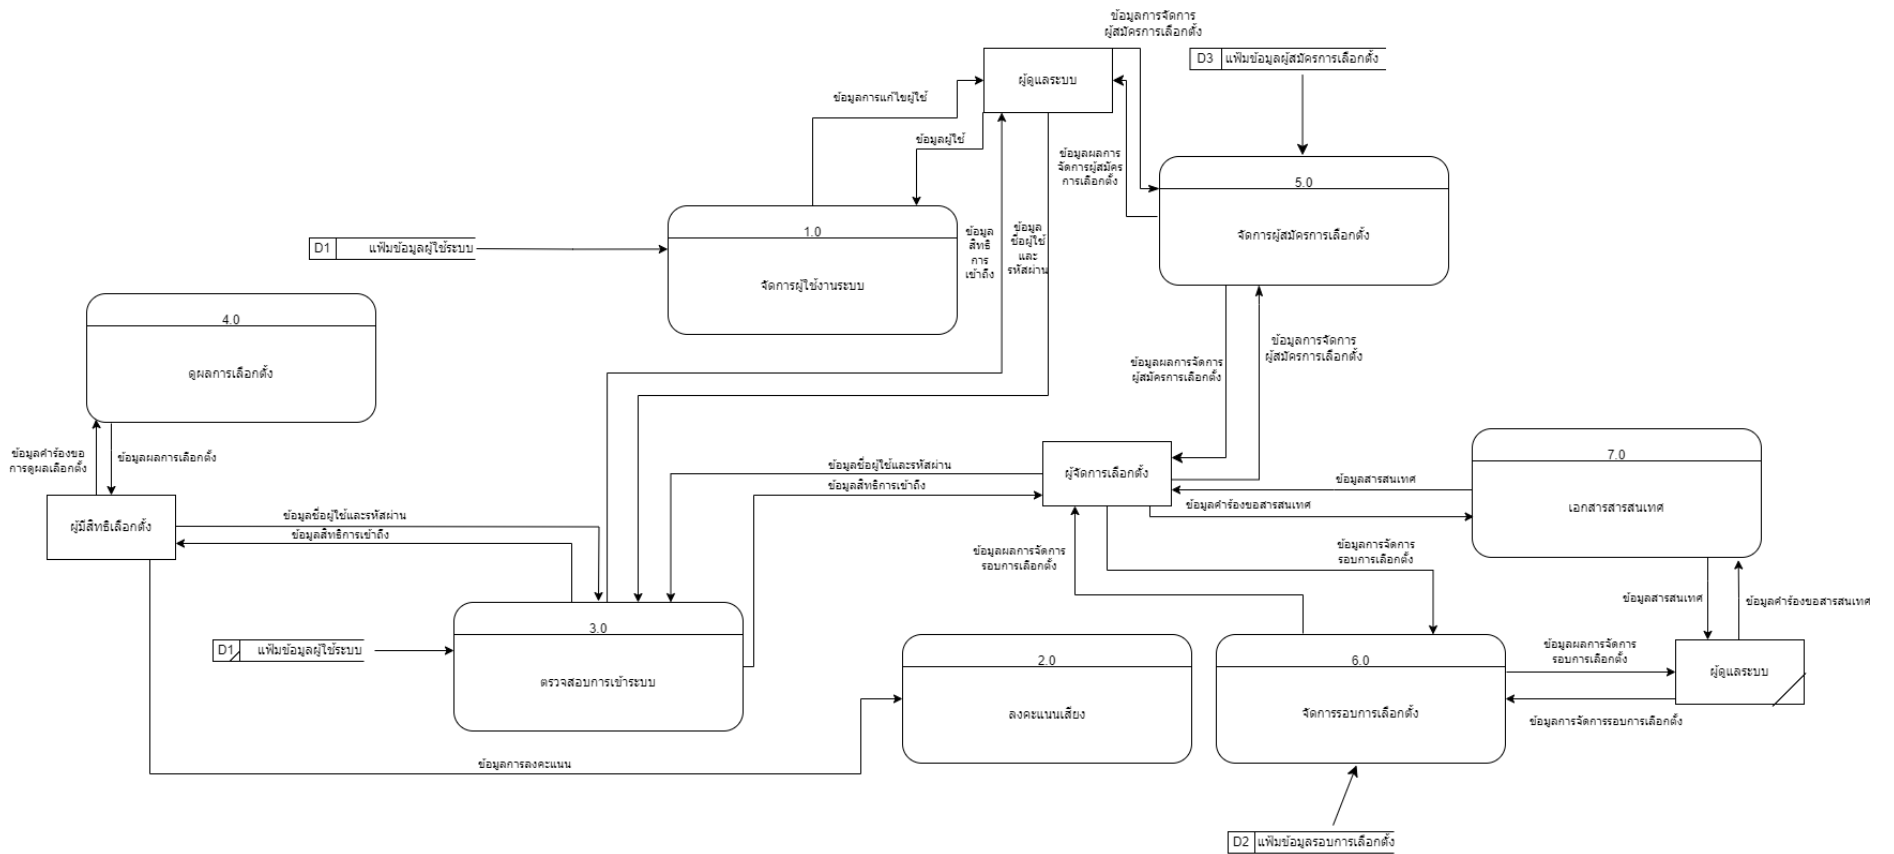 ข้อมูลการจัดการ
ผู้สมัครการเลือกตั้ง
D3 แฟ้มข้อมูลผู้สมัครการเลือกตั้ง
ผู้ดูแลระบบ
ข้อมูลการแก้ไขผู้ใช้
ข้อมูลผู้ใช้
ข้อมูลผลการ
จัดการผู้สมัคร
การเลือกตั้ง
5.0
จัดการผู้สมัครการเลือกตั้ง
1.0
จัดการผู้ใช้งานระบบ
D1 แฟ้มข้อมูลผู้ใช้ระบบ
ข้อมูล
สิทธิ
การ
เข้าถึง
ข้อมูล
ชื่อผู้ใช้
และ
รหัสผ่าน
4.0
ดูผลการเลือกตั้ง
ข้อมูลผลการจัดการ
ผู้สมัครการเลือกตั้ง
ข้อมูลการจัดการ
ผู้สมัครการเลือกตั้ง
ข้อมูลคำร้องขอ
การดูผลเลือกตั้ง
ข้อมูลผลการเลือกตั้ง
ผู้มีสิทธิเลือกตั้ง
ข้อมูลชื่อผู้ใช้และรหัสผ่าน
ข้อมูลสิทธิการเข้าถึง
ข้อมูลชื่อผู้ใช้และรหัสผ่าน
ข้อมูลสิทธิการเข้าถึง
ผู้จัดการเลือกตั้ง
ข้อมูลสารสนเทศ
ข้อมูลคำร้องขอสารสนเทศ
7.0
เอกสารสารสนเทศ
ข้อมูลผลการจัดการ
รอบการเลือกตั้ง
ข้อมูลการจัดการ
รอบการเลือกตั้ง
ข้อมูลสารสนเทศ
ข้อมูลคำร้องขอสารสนเทศ
D1 แฟ้มข้อมูลผู้ใช้ระบบ
3.0
ตรวจสอบการเข้าระบบ
2.0
ลงคะแนนเสียง
6.0
จัดการรอบการเลือกตั้ง
ข้อมูลผลการจัดการ
รอบการเลือกตั้ง
ผู้ดูแลระบบ
ข้อมูลการจัดการรอบการเลือกตั้ง
ข้อมูลการลงคะแนน
D2 แฟ้มข้อมูลรอบการเลือกตั้ง